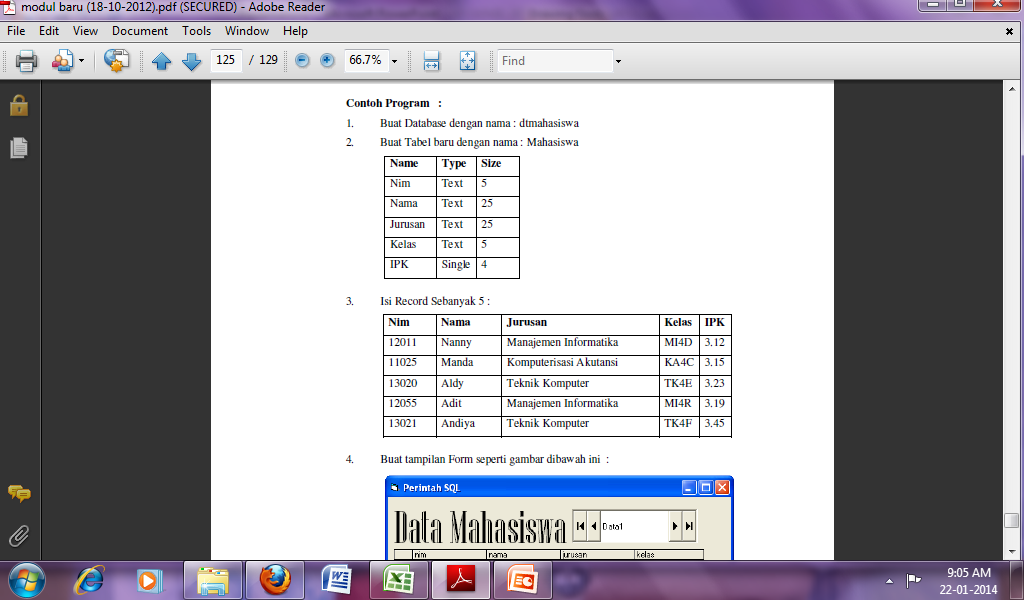 modul baru (18-10-2012).pdf (SECURED) - Adobe Reader
File Edit View Document Tools Window Help
125 / 129 66.7% Find
Contoh Program :
1. Buat Database dengan nama : dtmahasiswa
2. Buat Tabel baru dengan nama : Mahasiswa
Name Type Size
Nim Text 5
Nama Text 25
Jurusan Text 25
Kelas Text 5
IPK Single 4
3. Isi Record Sebanyak 5 :
Nim Nama Jurusan Kelas IPK
12011 Nanny Manajemen Informatika MI4D 3.12
11025 Manda Komputerisasi Akutansi KA4C 3.15
13020 Aldy Teknik Komputer TK4E 3.23
12055 Adit Manajemen Informatika MI4R 3.19
13021 Andiya Teknik Komputer TK4F 3.45
4. Buat tampilan Form seperti gambar dibawah ini :
Perintah SQL
Data Mahasiswa Data1
nim nama jurusan kelas
9:05 AM
22-01-2014